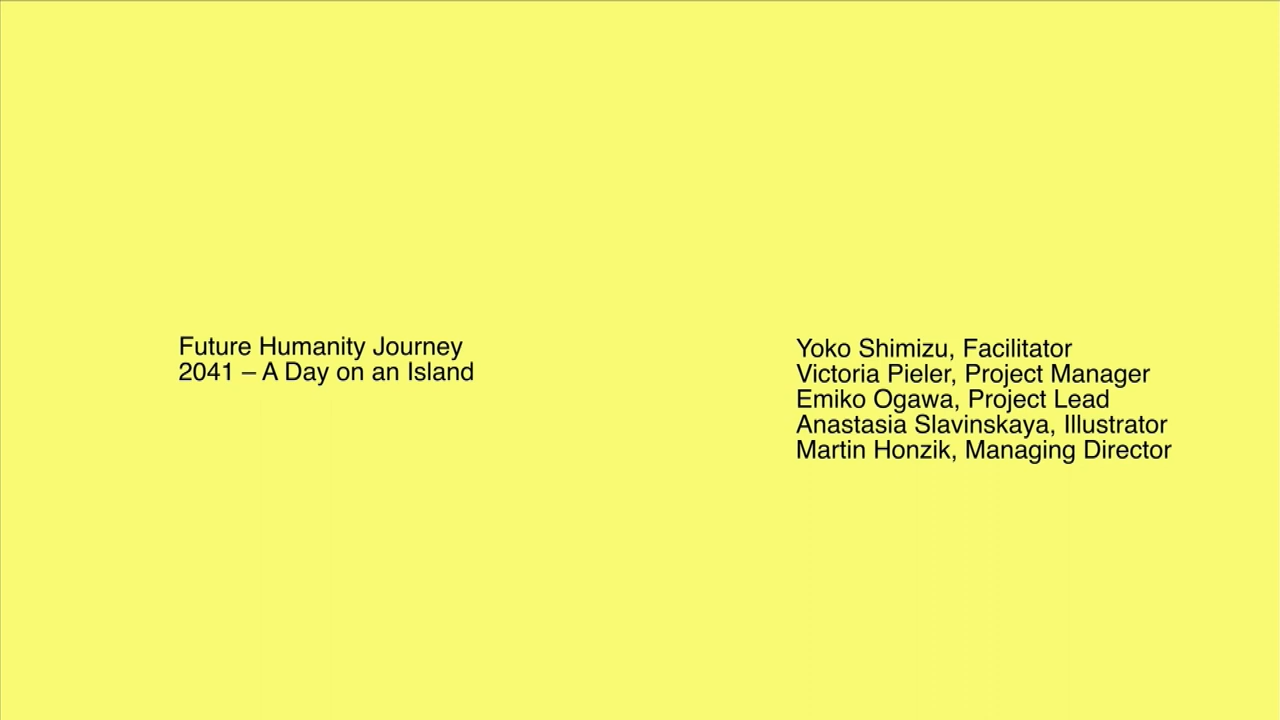 Future Humanity Journey
2041 – A Day on an Island
Yoko Shimizu, Facilitator
Victoria Pieler, Project Manager
Emiko Ogawa, Project Lead
Anastasia Slavinskaya, Illustrator
Martin Honzik, Managing Director